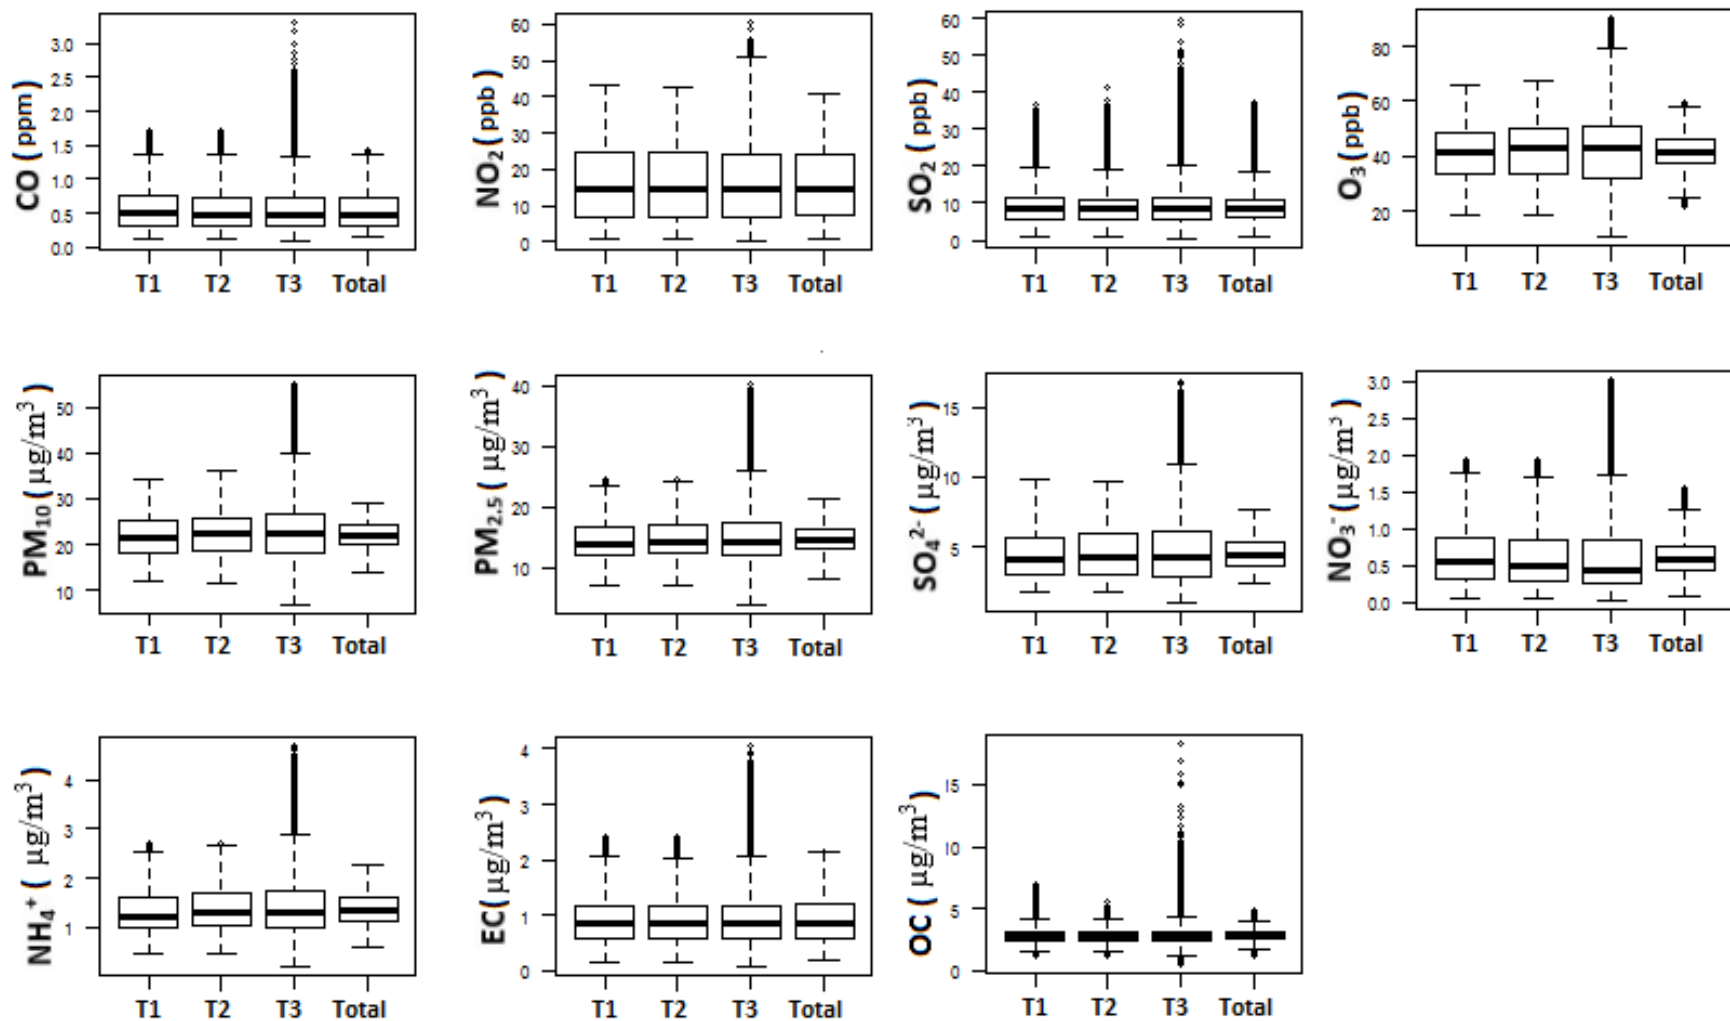 CO ( ppm)
3.0
2.5
2.0
1.5
1.0
0.5
0.0
T1 T2 T3 Total
NO₂ ( ppb)
60
50
40
30
20
10
0
T1 T2 T3 Total
SO₂ ( ppb)
60
50
40
30
20
10
0
T1 T2 T3 Total
O₃ (ppb)
80
60
40
20
T1 T2 T3 Total
PM₁₀ ( μg/m³ )
50
40
30
20
10
T1 T2 T3 Total
PM₂.₅ ( μg/m³ )
40
30
20
10
T1 T2 T3 Total
SO₄²⁻ ( μg/m³ )
15
10
5
T1 T2 T3 Total
NO₃⁻ ( μg/m³ )
3.0
2.5
2.0
1.5
1.0
0.5
0.0
T1 T2 T3 Total
NH₄⁺ ( μg/m³ )
4
3
2
1
T1 T2 T3 Total
EC ( μg/m³ )
4
3
2
1
0
T1 T2 T3 Total
OC ( μg/m³ )
15
10
5
0
T1 T2 T3 Total